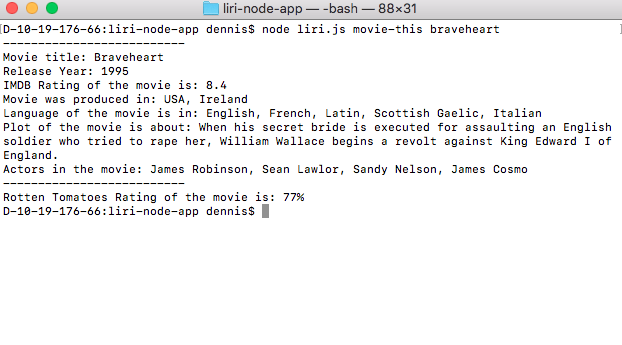 liri-node-app — -bash — 88×31
D-10-19-176-66:liri-node-app dennis$ node liri.js movie-this braveheart
--------------------------
Movie title: Braveheart
Release Year: 1995
IMDB Rating of the movie is: 8.4
Movie was produced in: USA, Ireland
Language of the movie is in: English, French, Latin, Scottish Gaelic, Italian
Plot of the movie is about: When his secret bride is executed for assaulting an English
soldier who tried to rape her, William Wallace begins a revolt against King Edward I of
England.
Actors in the movie: James Robinson, Sean Lawlor, Sandy Nelson, James Cosmo
--------------------------
Rotten Tomatoes Rating of the movie is: 77%
D-10-19-176-66:liri-node-app dennis$